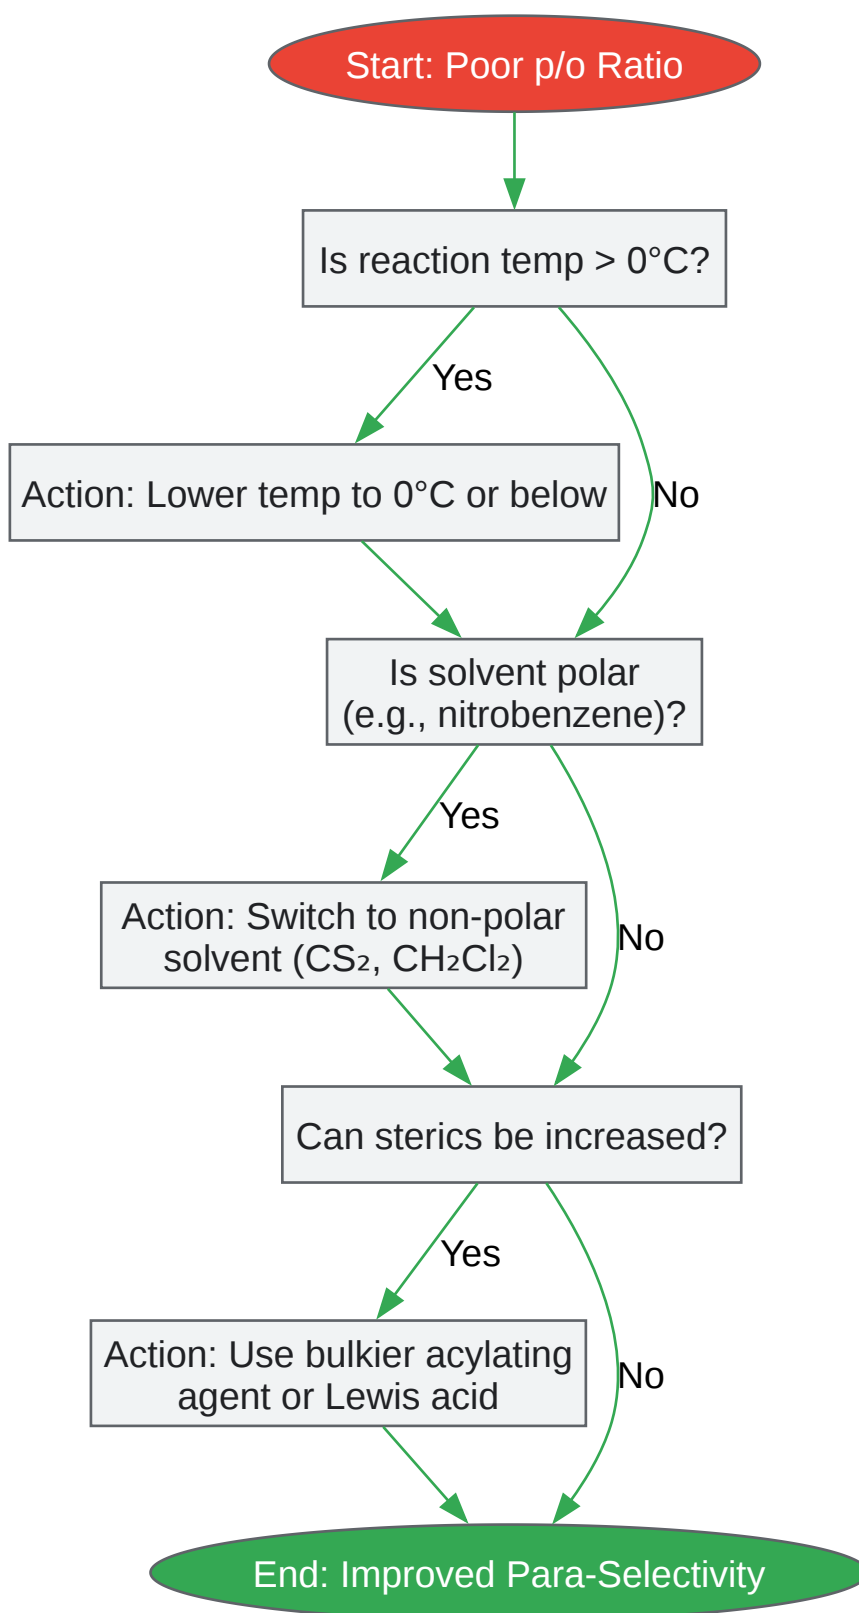 Start: Poor p/o Ratio
Is reaction temp > 0°C?
Yes
Action: Lower temp to 0°C or below
No
Is solvent polar
(e.g., nitrobenzene)?
Yes
Action: Switch to non-polar
solvent (CS₂, CH₂Cl₂)
No
Can sterics be increased?
Yes
Action: Use bulkier acylating
agent or Lewis acid
No
End: Improved Para-Selectivity